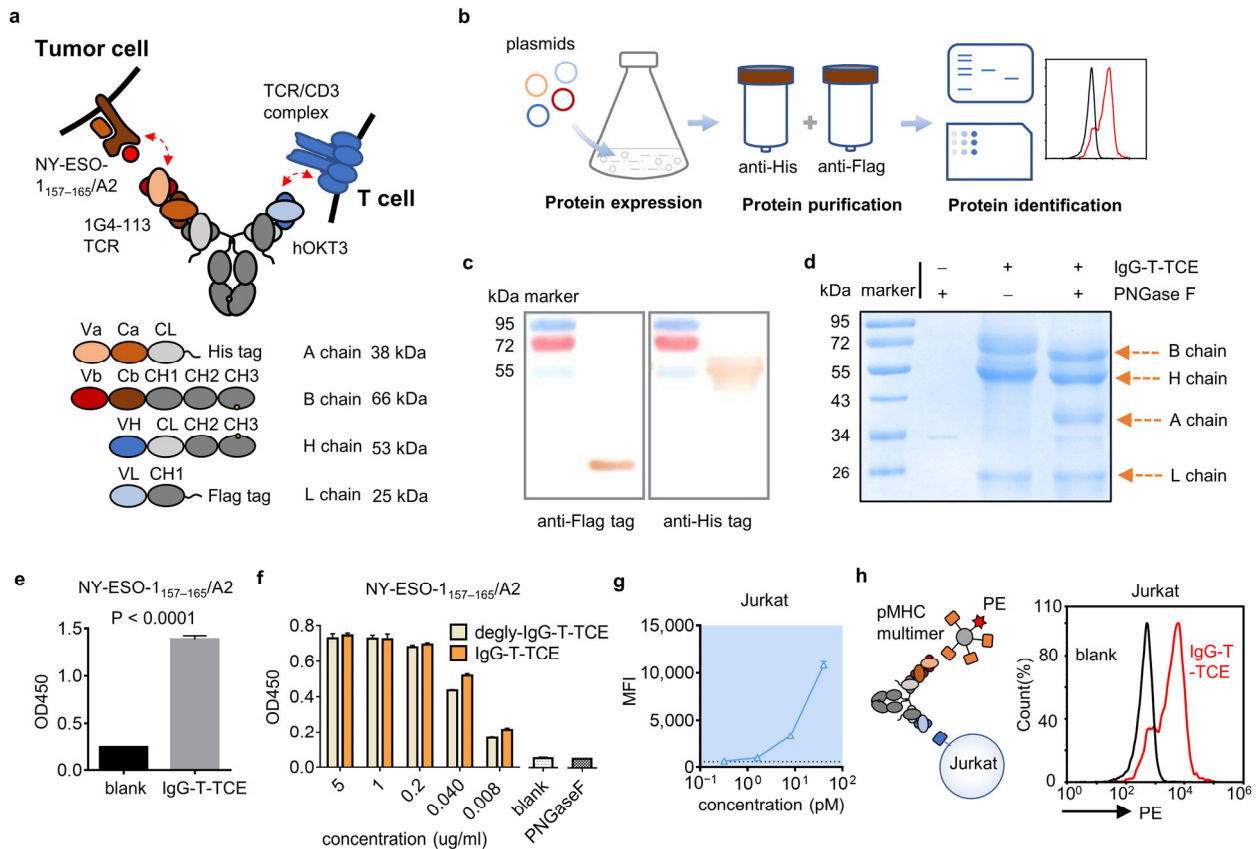 a
Tumor cell
TCR/CD3
complex
NY-ESO-
1157–165/A2
T cell
1G4-113
TCR
hOKT3
Va Ca CL
His tag
A chain 38 kDa
Vb Cb CH1 CH2 CH3
B chain 66 kDa
VH CL CH2 CH3
H chain 53 kDa
VL CH1
Flag tag
L chain 25 kDa
b
plasmids
anti-His
anti-Flag
Protein expression
Protein purification
Protein identification
c
kDa marker
95
72
55
anti-Flag tag
anti-His tag
d
– + + IgG-T-TCE
kDa marker
+ – + PNGase F
95
72
55
43
34
26
B chain
H chain
A chain
L chain
e
NY-ESO-1157–165/A2
P < 0.0001
OD450
1.5
1.0
0.5
0.0
blank
IgG-T-TCE
f
NY-ESO-1157–165/A2
degly-IgG-T-TCE
IgG-T-TCE
OD450
0.8
0.6
0.4
0.2
0.0
5
1
0.2
0.040
0.008
blank
PNGaseF
concentration (ug/ml)
g
Jurkat
MFI
15,000
10,000
5,000
0
10−1 100 101 102
concentration (pM)
h
PE
pMHC
multimer
Jurkat
Jurkat
blank
IgG-T
-TCE
Count(%)
110
100
80
40
0
100 102 104 106
PE